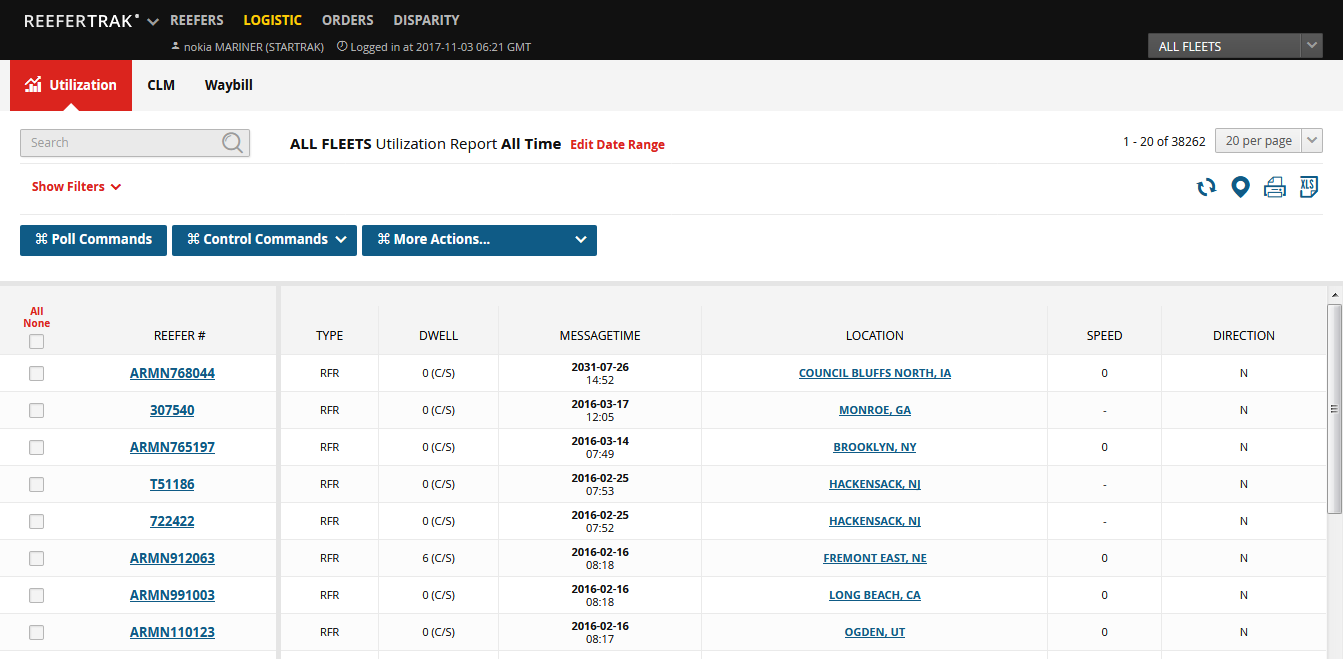 REEFERTRAK REEFERS LOGISTIC ORDERS DISPARITY
nokia MARINER (STARTRAK) Logged in at 2017-11-03 06:21 GMT
ALL FLEETS
Utilization CLM Waybill
Search ALL FLEETS Utilization Report All Time Edit Date Range 1 - 20 of 38262 20 per page
Show Filters XLS
⌘ Poll Commands ⌘ Control Commands ⌘ More Actions...
All
None
REEFER # TYPE DWELL MESSAGETIME LOCATION SPEED DIRECTION
ARMN768044 RFR 0 (C/S) 2031-07-26 14:52 COUNCIL BLUFFS NORTH, IA 0 N
307540 RFR 0 (C/S) 2016-03-17 12:05 MONROE, GA - N
ARMN765197 RFR 0 (C/S) 2016-03-14 07:49 BROOKLYN, NY 0 N
T51186 RFR 0 (C/S) 2016-02-25 07:53 HACKENSACK, NJ - N
722422 RFR 0 (C/S) 2016-02-25 07:52 HACKENSACK, NJ - N
ARMN912063 RFR 6 (C/S) 2016-02-16 08:18 FREMONT EAST, NE 0 N
ARMN991003 RFR 0 (C/S) 2016-02-16 08:18 LONG BEACH, CA 0 N
ARMN110123 RFR 0 (C/S) 2016-02-16 08:17 OGDEN, UT 0 N